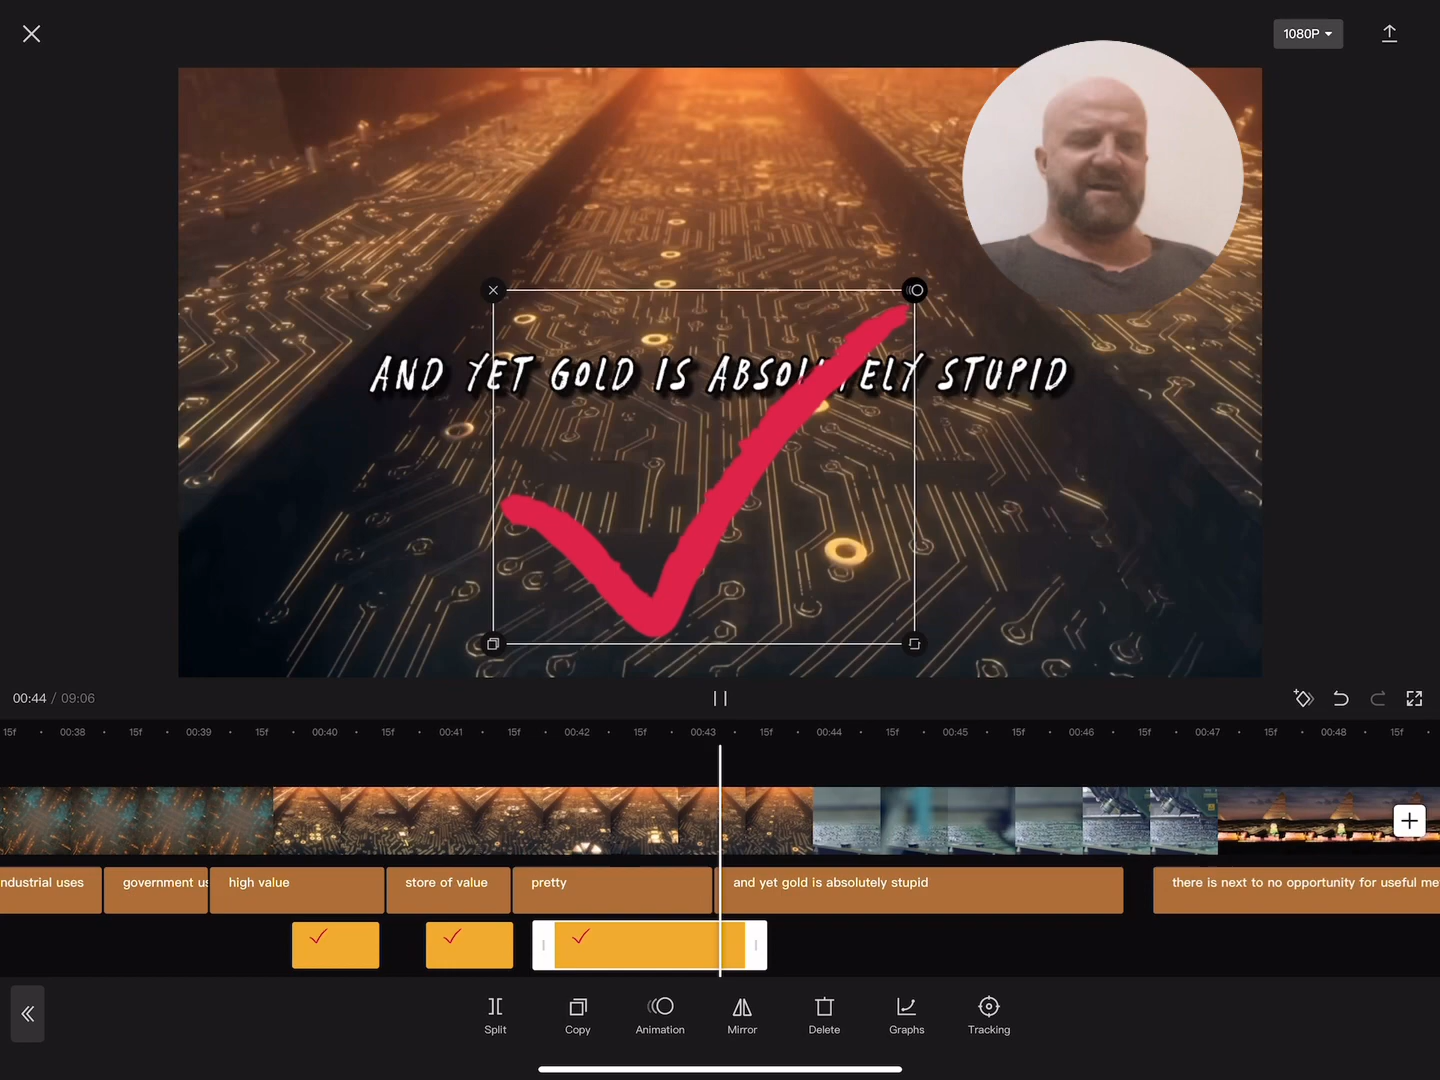 1080P
AND YET GOLD IS ABSOLUTELY STUPID
00:44 / 09:06
15f 00:38 15f 00:39 15f 00:40 15f 00:41 15f 00:42 15f 00:43 15f 00:44 15f 00:45 15f 00:46 15f 00:47 15f 00:48 15f
ndustrial uses government us high value store of value pretty and yet gold is absolutely stupid there is next to no opportunity for useful me
Split Copy Animation Mirror Delete Graphs Tracking